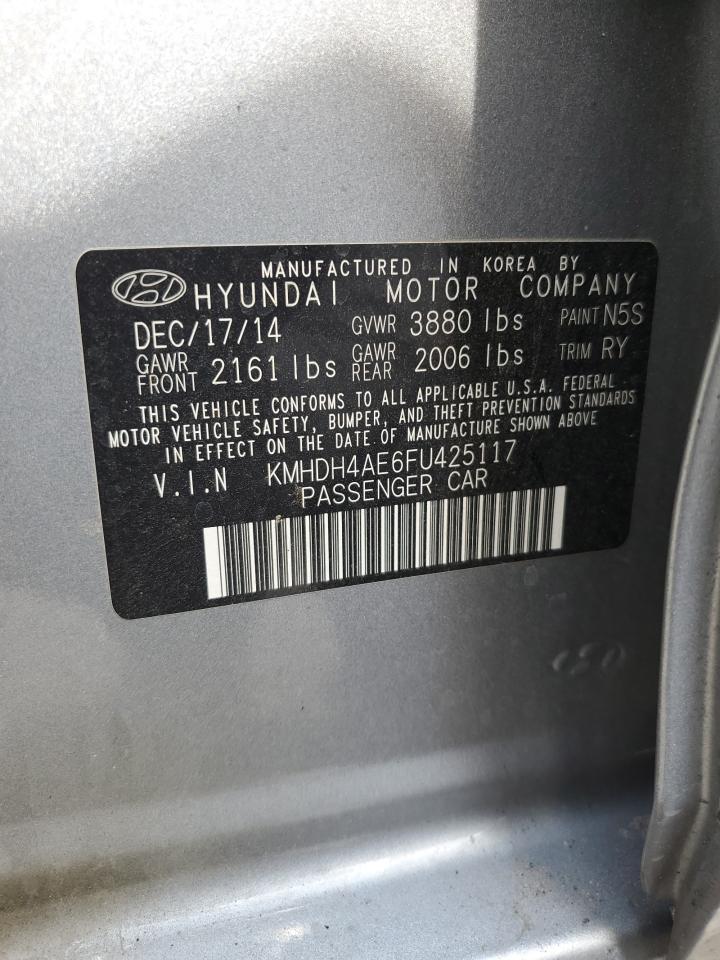 MANUFACTURED IN KOREA BY
HYUNDAI MOTOR COMPANY
DEC/17/14 GVWR 3880 lbs PAINT N5S
GAWR FRONT 2161 lbs GAWR REAR 2006 lbs TRIM RY
THIS VEHICLE CONFORMS TO ALL APPLICABLE U.S.A. FEDERAL
MOTOR VEHICLE SAFETY, BUMPER, AND THEFT PREVENTION STANDARDS
IN EFFECT ON THE DATE OF MANUFACTURE SHOWN ABOVE
V.I.N KMHDH4AE6FU425117
PASSENGER CAR